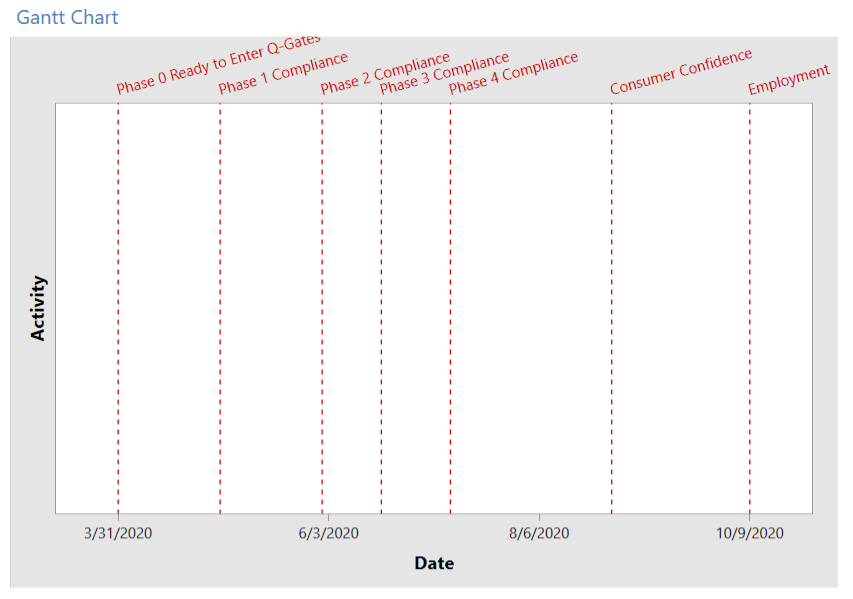 Gantt Chart
Phase 0 Ready to Enter Q-Gates
Phase 1 Compliance
Phase 2 Compliance
Phase 3 Compliance
Phase 4 Compliance
Consumer Confidence
Employment
Activity
3/31/2020
6/3/2020
8/6/2020
10/9/2020
Date